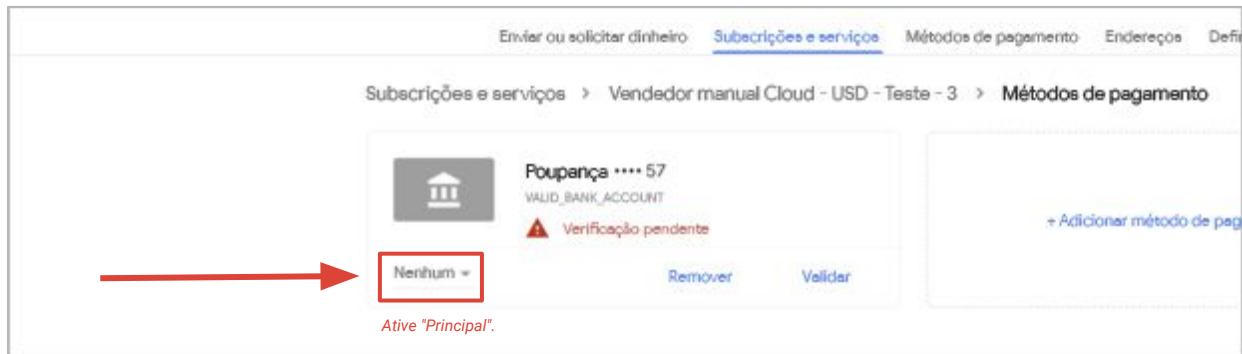 Enviar ou solicitar dinheiro Subscrições e serviços Métodos de pagamento Endereços
Subscrições e serviços > Vendedor manual Cloud - USD - Teste - 3 > Métodos de pagamento
Poupança •••• 57
VALID_BANK_ACCOUNT
Verificação pendente
+ Adicionar método de pag
Nenhum
Remover Validar
Ative "Principal".